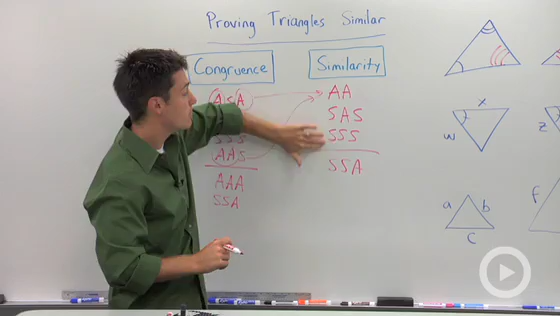 Proving Triangles Similar
Congruence
ASA
SSS
AAS
AAA
SSA
Similarity
AA
SAS
SSS
SSA
x
w
z
a
b
c
f